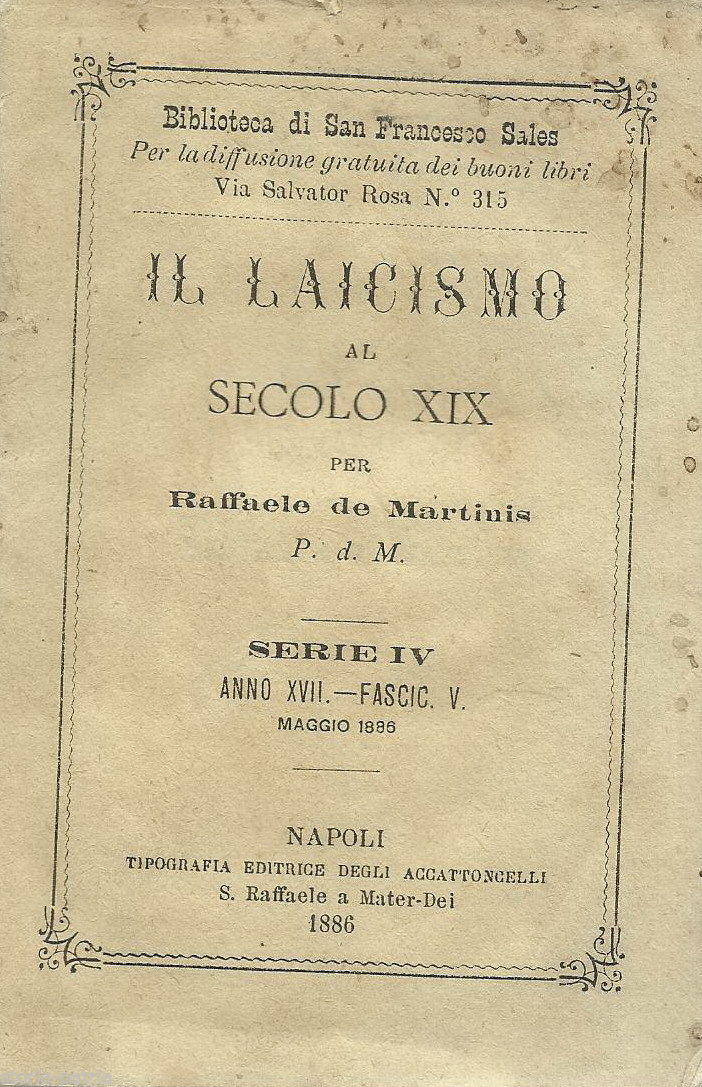 Biblioteca di San Francesco Sales
Per la diffusione gratuita dei buoni libri
Via Salvator Rosa N.º 315
IL LAICISMO
AL
SECOLO XIX
PER
Raffaele de Martinis
P. d. M.
SERIE IV
ANNO XVII.—FASCIC. V.
MAGGIO 1886
NAPOLI
TIPOGRAFIA EDITRICE DEGLI ACCATTONCELLI
S. Raffaele a Mater-Dei
1886